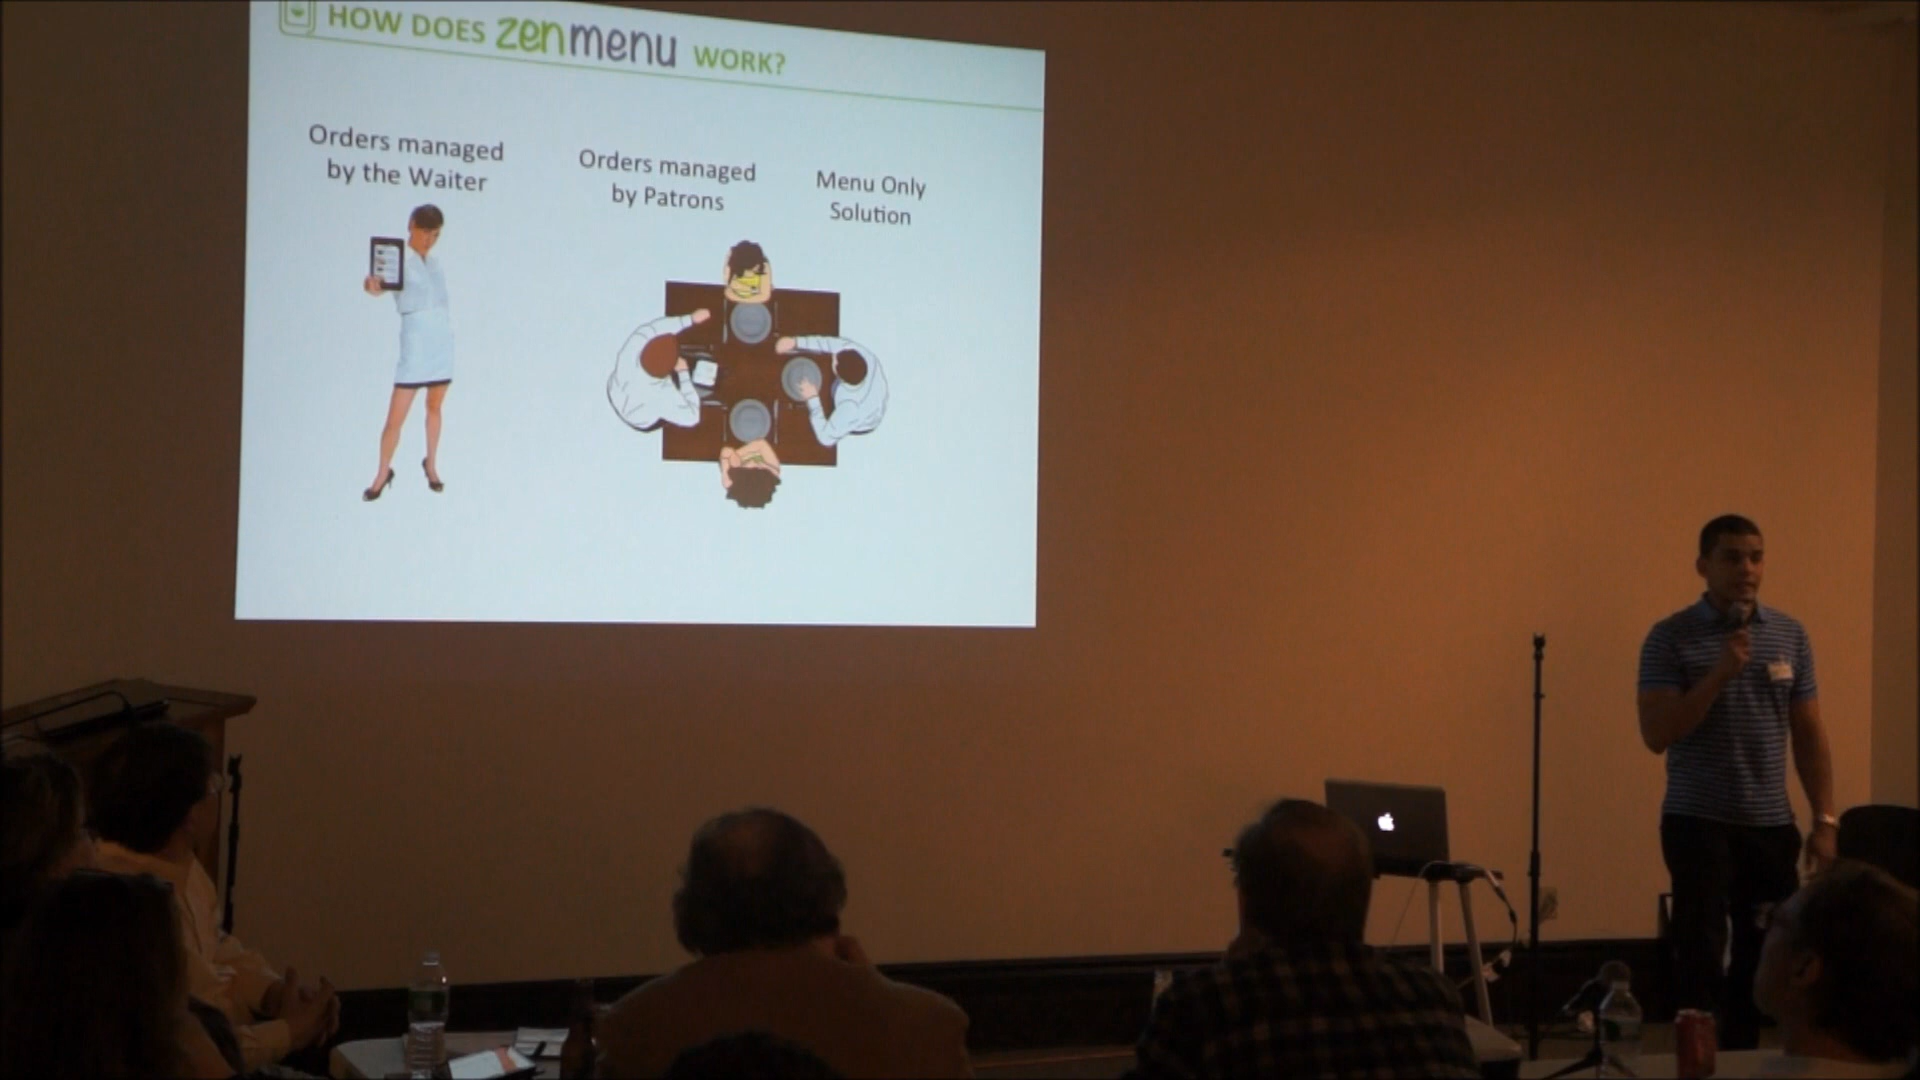 HOW DOES zenmenu WORK?
Orders managed
by the Waiter
Orders managed
by Patrons
Menu Only
Solution